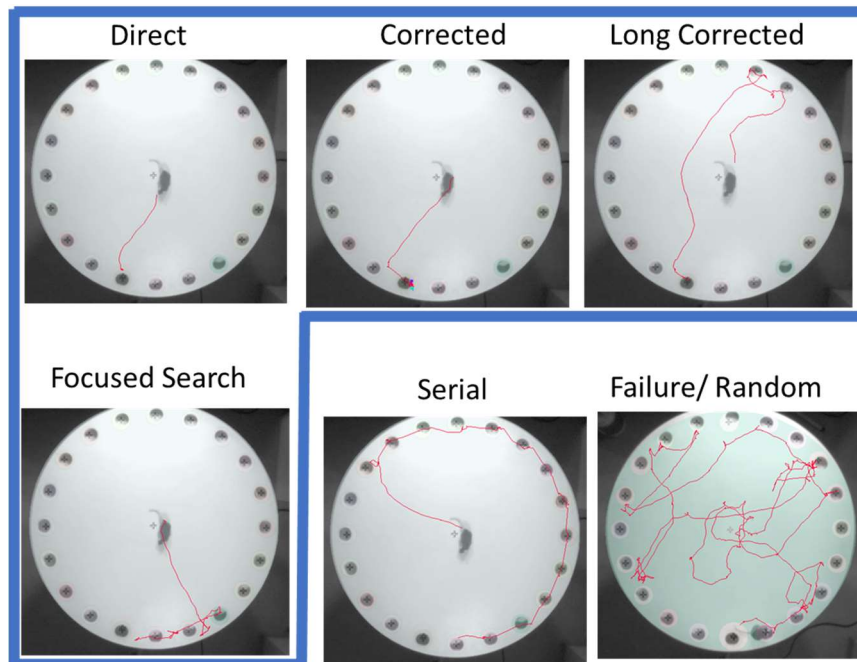 Direct
Corrected
Long Corrected
Focused Search
Serial
Failure/ Random